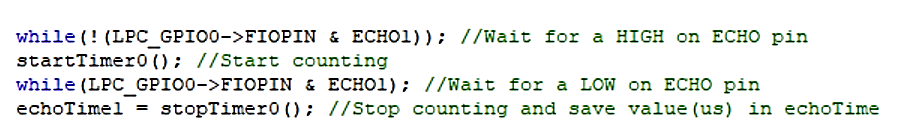 while(!(LPC_GPIO0->FIOPIN & ECHO1)); //Wait for a HIGH on ECHO pin
startTimer0(); //Start counting
while(LPC_GPIO0->FIOPIN & ECHO1); //Wait for a LOW on ECHO pin
echoTime1 = stopTimer0(); //Stop counting and save value(us) in echoTime